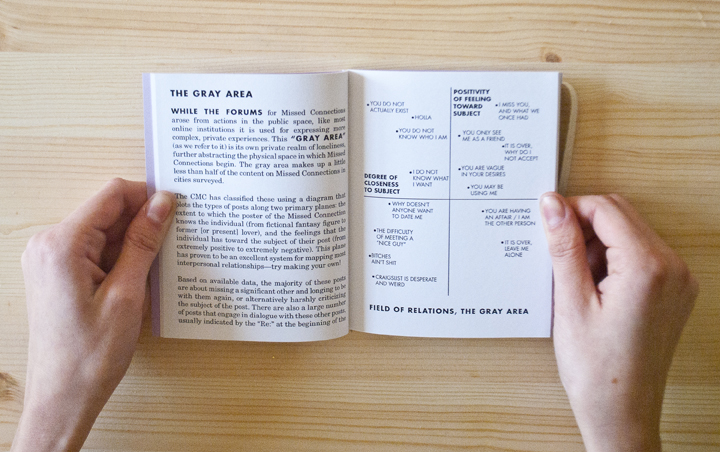 THE GRAY AREA
WHILE THE FORUMS for Missed Connections
arose from actions in the public space, like most
online institutions it is used for expressing more
complex, private experiences. This "GRAY AREA"
(as we refer to it) is its own private realm of loneliness,
further abstracting the physical space in which Missed
Connections begin. The gray area makes up a little
less than half of the content on Missed Connections in
cities surveyed.
The CMC has classified these using a diagram that
plots the types of posts along two primary planes: the
extent to which the poster of the Missed Connection
knows the individual (from fictional fantasy figure to
former [or present] lover), and the feelings that the
individual has toward the subject of their post (from
extremely positive to extremely negative). This plane
has proven to be an excellent system for mapping most
interpersonal relationships—try making your own!
Based on available data, the majority of these posts
are about missing a significant other and longing to be
with them again, or alternatively harshly criticizing
the subject of the post. There are also a large number
of posts that engage in dialogue with these other posts,
usually indicated by the "Re:" at the beginning of the
POSITIVITY
OF FEELING
TOWARD
SUBJECT
• YOU DO NOT
ACTUALLY EXIST
• HOLLA
• YOU DO NOT
KNOW WHO I AM
• I DO NOT
KNOW WHAT
I WANT
DEGREE OF
CLOSENESS
TO SUBJECT
• I MISS YOU,
AND WHAT WE
ONCE HAD
• YOU ONLY SEE
ME AS A FRIEND
• IT IS OVER,
WHY DO I
NOT ACCEPT
• YOU ARE VAGUE
IN YOUR DESIRES
• YOU MAY BE
USING ME
• WHY DOESN'T
ANYONE WANT
TO DATE ME
• THE DIFFICULTY
OF MEETING A
"NICE GUY"
• BITCHES
AIN'T SHIT
• CRAIGSLIST IS DESPERATE
AND WEIRD
• YOU ARE HAVING
AN AFFAIR / I AM
THE OTHER PERSON
• IT IS OVER,
LEAVE ME
ALONE
FIELD OF RELATIONS, THE GRAY AREA